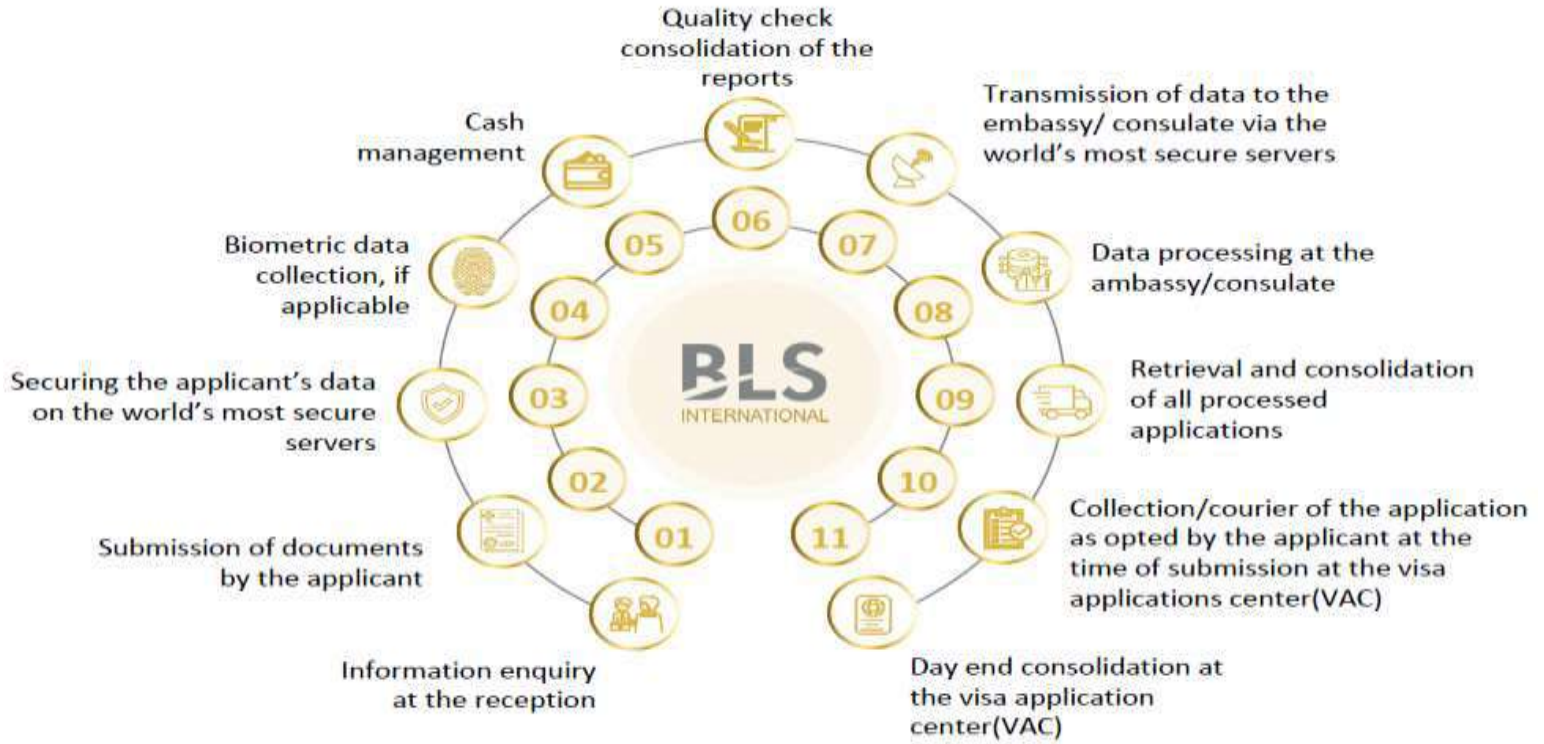 Quality check
consolidation of the
reports
Transmission of data to the
embassy/ consulate via the
world's most secure servers
Cash
management
Biometric data
collection, if
applicable
Data processing at the
ambassy/consulate
Securing the applicant's data
on the world's most secure
servers
Retrieval and consolidation
of all processed
applications
Submission of documents
by the applicant
Collection/courier of the application
as opted by the applicant at the
time of submission at the visa
applications center(VAC)
Information enquiry
at the reception
Day end consolidation at
the visa application
center(VAC)
01
02
03
04
05
06
07
08
09
10
11
BLS
INTERNATIONAL